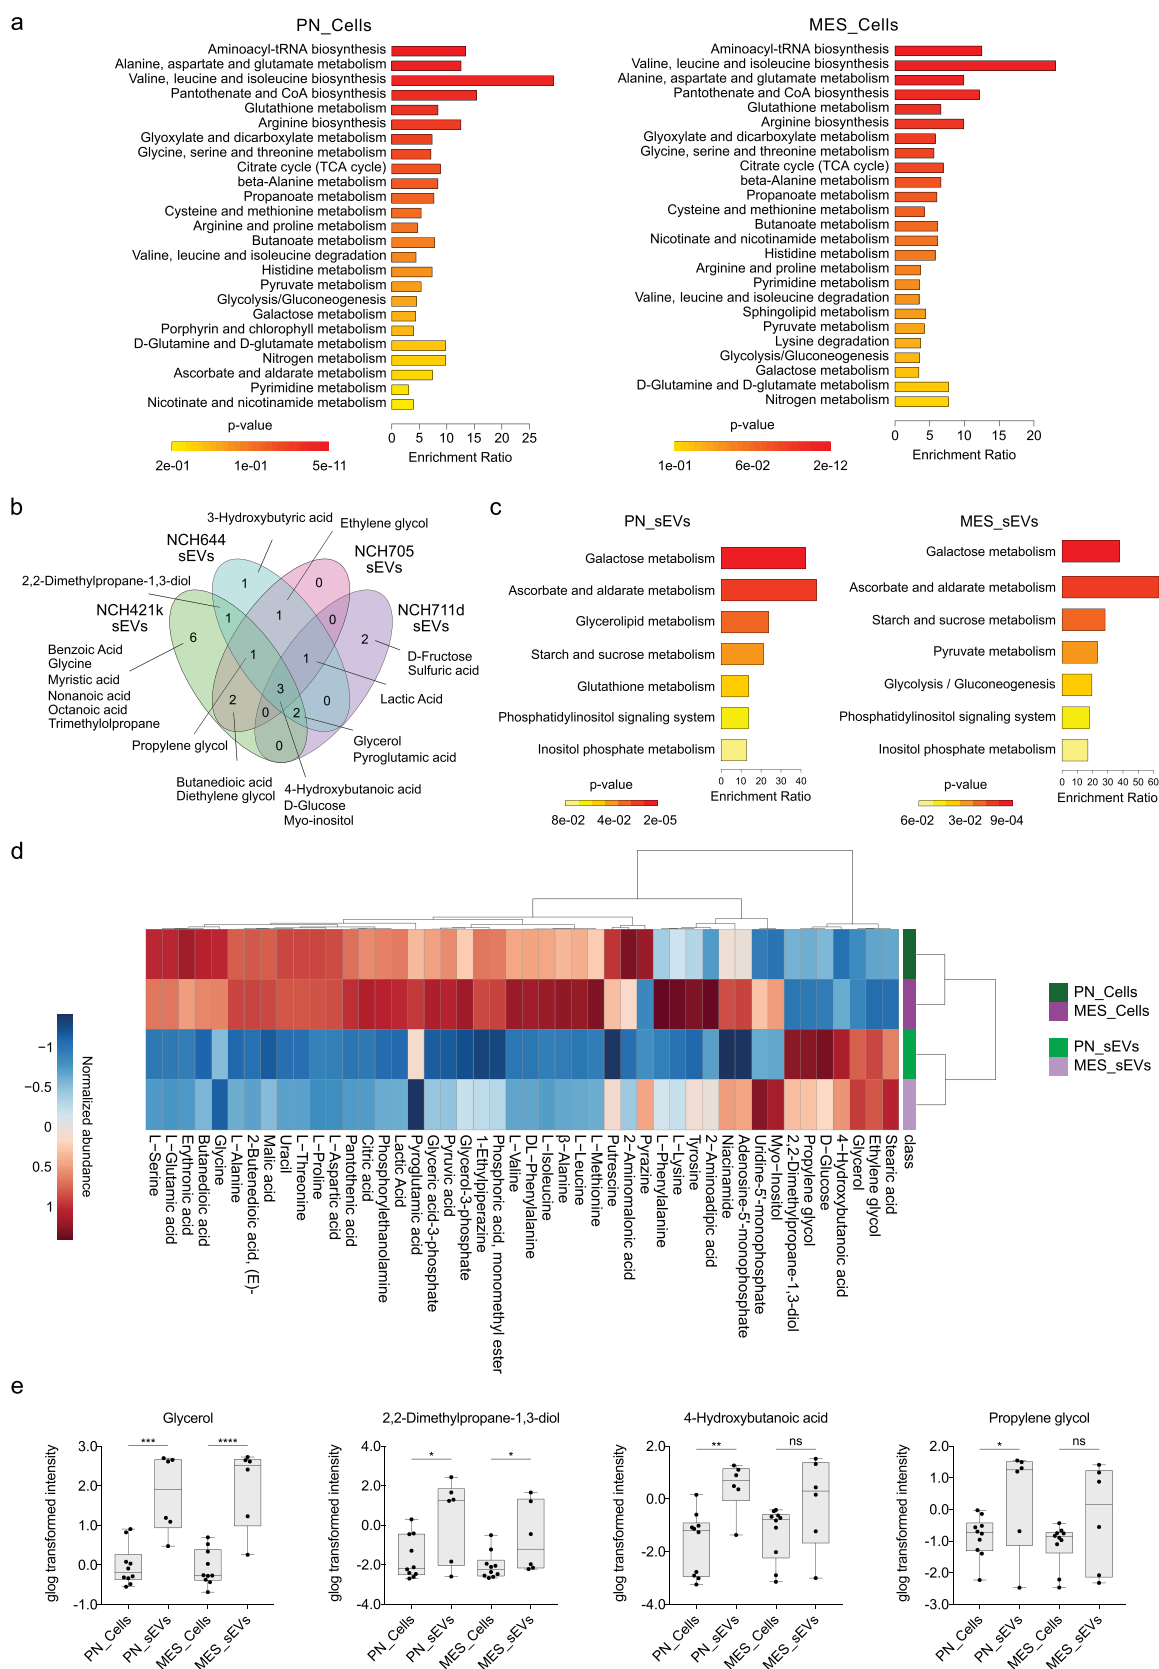 a
PN_Cells
Aminoacyl-tRNA biosynthesis
Alanine, aspartate and glutamate metabolism
Valine, leucine and isoleucine biosynthesis
Pantothenate and CoA biosynthesis
Glutathione metabolism
Arginine biosynthesis
Glyoxylate and dicarboxylate metabolism
Glycine, serine and threonine metabolism
Citrate cycle (TCA cycle)
beta-Alanine metabolism
Propanoate metabolism
Cysteine and methionine metabolism
Arginine and proline metabolism
Butanoate metabolism
Valine, leucine and isoleucine degradation
Histidine metabolism
Pyruvate metabolism
Glycolysis/Gluconeogenesis
Galactose metabolism
Porphyrin and chlorophyll metabolism
D-Glutamine and D-glutamate metabolism
Nitrogen metabolism
Ascorbate and aldarate metabolism
Pyrimidine metabolism
Nicotinate and nicotinamide metabolism
p-value
2e-01 1e-01 5e-11
0 5 10 15 20 25
Enrichment Ratio
MES_Cells
Aminoacyl-tRNA biosynthesis
Valine, leucine and isoleucine biosynthesis
Alanine, aspartate and glutamate metabolism
Pantothenate and CoA biosynthesis
Glutathione metabolism
Arginine biosynthesis
Glyoxylate and dicarboxylate metabolism
Glycine, serine and threonine metabolism
Citrate cycle (TCA cycle)
beta-Alanine metabolism
Propanoate metabolism
Cysteine and methionine metabolism
Butanoate metabolism
Nicotinate and nicotinamide metabolism
Histidine metabolism
Arginine and proline metabolism
Pyrimidine metabolism
Valine, leucine and isoleucine degradation
Sphingolipid metabolism
Pyruvate metabolism
Lysine degradation
Glycolysis/Gluconeogenesis
Galactose metabolism
D-Glutamine and D-glutamate metabolism
Nitrogen metabolism
p-value
1e-01 6e-02 2e-12
0 5 10 15 20
Enrichment Ratio
b
3-Hydroxybutyric acid
Ethylene glycol
NCH644
sEVs
NCH705
sEVs
2,2-Dimethylpropane-1,3-diol
NCH421k
sEVs
NCH711d
sEVs
1
0
1
1
0
6
2
1
1
3
2
0
2
0
0
Benzoic Acid
Glycine
Myristic acid
Nonanoic acid
Octanoic acid
Trimethylolpropane
D-Fructose
Sulfuric acid
Lactic Acid
Propylene glycol
Glycerol
Pyroglutamic acid
Butanedioic acid
Diethylene glycol
4-Hydroxybutanoic acid
D-Glucose
Myo-inositol
c
PN_sEVs
Galactose metabolism
Ascorbate and aldarate metabolism
Glycerolipid metabolism
Starch and sucrose metabolism
Glutathione metabolism
Phosphatidylinositol signaling system
Inositol phosphate metabolism
0 10 20 30 40
p-value
Enrichment Ratio
8e-02 4e-02 2e-05
MES_sEVs
Galactose metabolism
Ascorbate and aldarate metabolism
Starch and sucrose metabolism
Pyruvate metabolism
Glycolysis / Gluconeogenesis
Phosphatidylinositol signaling system
Inositol phosphate metabolism
0 10 20 30 40 50 60
p-value
Enrichment Ratio
6e-02 3e-02 9e-04
d
−1
−0.5
0
0.5
1
Normalized abundance
PN_Cells
MES_Cells
PN_sEVs
MES_sEVs
L−Serine
L−Glutamic acid
Erythronic acid
Butanedioic acid
Glycine
L−Alanine
2-Butenedioic acid, (E)-
Malic acid
Uracil
L−Threonine
L−Proline
L−Aspartic acid
Pantothenic acid
Citric acid
Phosphorylethanolamine
Lactic Acid
Pyroglutamic acid
Glyceric acid-3-phosphate
Pyruvic acid
Glycerol-3-phosphate
1-Ethylpiperazine
Phosphoric acid, monomethyl ester
L−Valine
DL−Phenylalanine
L−Isoleucine
β−Alanine
L−Leucine
L−Methionine
Putrescine
2−Aminomalonic acid
Pyrazine
L−Phenylalanine
L−Lysine
Tyrosine
2−Aminoadipic acid
Niacinamide
Adenosine-5'-monophosphate
Uridine-5'-monophosphate
Myo−Inositol
2,2-Dimethylpropane-1,3-diol
Propylene glycol
D−Glucose
4−Hydroxybutanoic acid
Glycerol
Ethylene glycol
Stearic acid
class
e
Glycerol
glog transformed intensity
3.0
2.0
1.0
0.0
-1.0
***
****
PN_Cells
PN_sEVs
MES_Cells
MES_sEVs
2,2-Dimethylpropane-1,3-diol
glog transformed intensity
4.0
2.0
0.0
-2.0
-4.0
*
*
PN_Cells
PN_sEVs
MES_Cells
MES_sEVs
4-Hydroxybutanoic acid
glog transformed intensity
2.0
0.0
-2.0
-4.0
**
ns
PN_Cells
PN_sEVs
MES_Cells
MES_sEVs
Propylene glycol
glog transformed intensity
2.0
1.0
-0.0
-1.0
-2.0
-3.0
*
ns
PN_Cells
PN_sEVs
MES_Cells
MES_sEVs